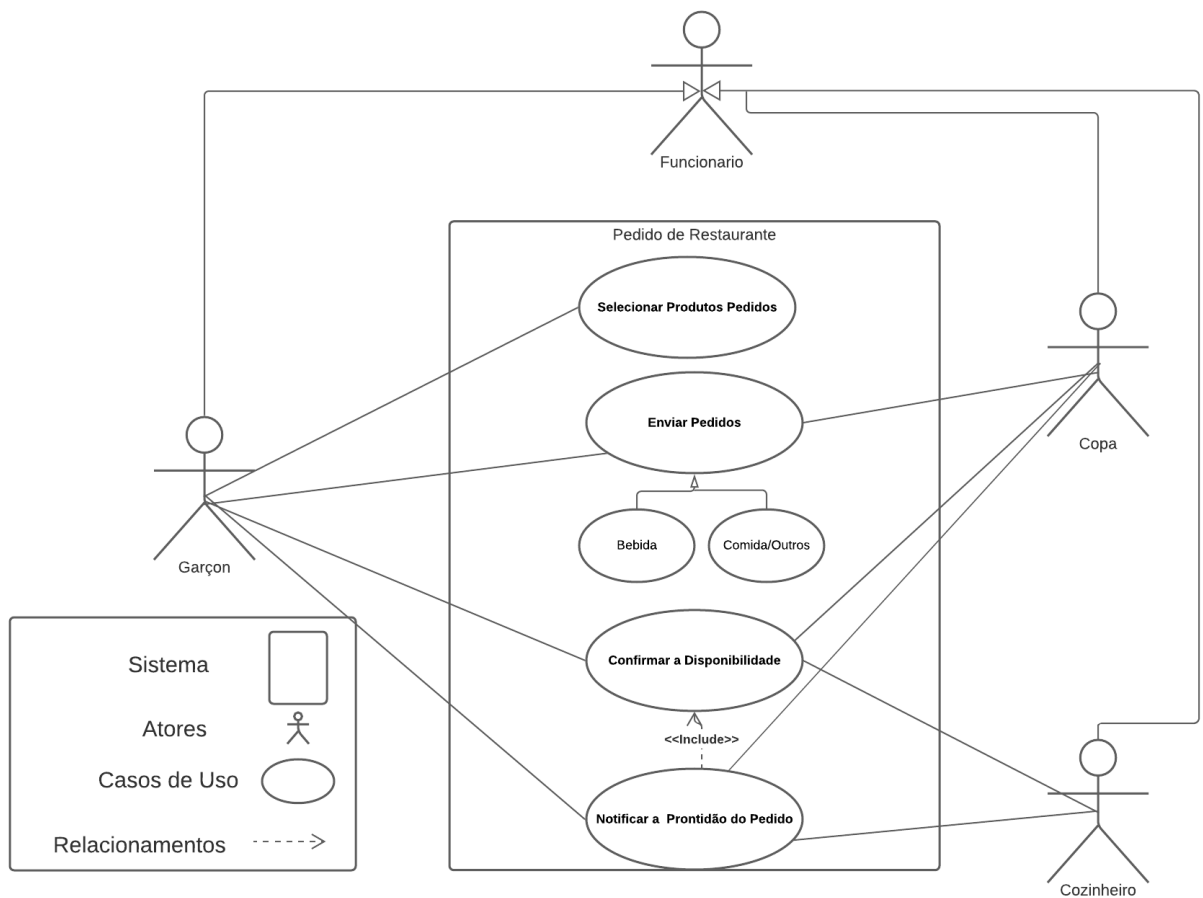 Funcionario
Pedido de Restaurante
Selecionar Produtos Pedidos
Enviar Pedidos
Copa
Bebida
Comida/Outros
Garçon
Confirmar a Disponibilidade
Sistema
Atores
<<Include>>
Casos de Uso
Notificar a  Prontidão do Pedido
Relacionamentos
Cozinheiro